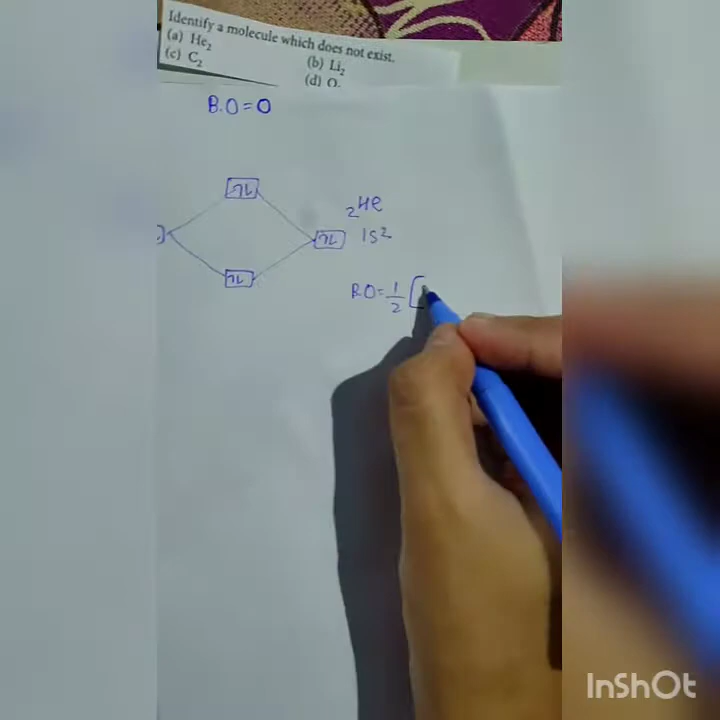 Identify a molecule which does not exist.
(a) He₂ (b) Li₂
(c) C₂ (d) O
B.O = 0
₂He
1s²
B.O = 1/2 [
InShOt